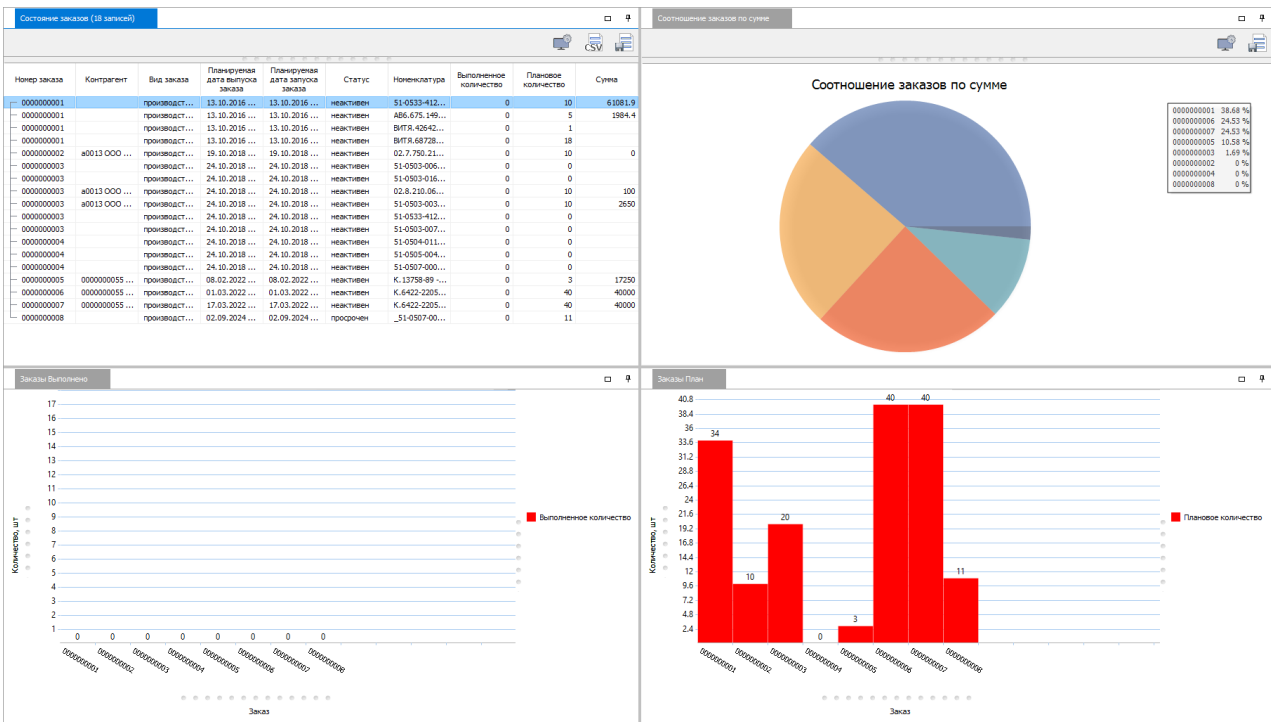 Состояние заказов (18 записей)
CSV
Номер заказа Контрагент Вид заказа Планируемая дата выпуска заказа Планируемая дата запуска заказа Статус Номенклатура Выполненное количество Плановое количество Сумма
0000000001 производст... 13.10.2016 ... 13.10.2016 ... неактивен 51-0533-412... 0 10 61081.9
0000000001 производст... 13.10.2016 ... 13.10.2016 ... неактивен АВ6.675.149... 0 5 1984.4
0000000001 производст... 13.10.2016 ... 13.10.2016 ... неактивен ВИТЯ.42642... 0 1
0000000001 производст... 13.10.2016 ... 13.10.2016 ... неактивен ВИТЯ.68728... 0 18
0000000002 а0013 ООО ... производст... 19.10.2018 ... 19.10.2018 ... неактивен 02.7.750.21... 0 10 0
0000000003 производст... 24.10.2018 ... 24.10.2018 ... неактивен 51-0503-006... 0 0
0000000003 производст... 24.10.2018 ... 24.10.2018 ... неактивен 51-0503-016... 0 0
0000000003 а0013 ООО ... производст... 24.10.2018 ... 24.10.2018 ... неактивен 02.8.210.06... 0 10 100
0000000003 а0013 ООО ... производст... 24.10.2018 ... 24.10.2018 ... неактивен 51-0503-003... 0 10 2650
0000000003 производст... 24.10.2018 ... 24.10.2018 ... неактивен 51-0533-412... 0 0
0000000003 производст... 24.10.2018 ... 24.10.2018 ... неактивен 51-0503-007... 0 0
0000000004 производст... 24.10.2018 ... 24.10.2018 ... неактивен 51-0504-011... 0 0
0000000004 производст... 24.10.2018 ... 24.10.2018 ... неактивен 51-0505-004... 0 0
0000000004 производст... 24.10.2018 ... 24.10.2018 ... неактивен 51-0507-000... 0 0
0000000005 0000000055 ... производст... 08.02.2022 ... 08.02.2022 ... неактивен К.13758-89 -... 0 3 17250
0000000006 0000000055 ... производст... 01.03.2022 ... 01.03.2022 ... неактивен К.6422-2205... 0 40 40000
0000000007 0000000055 ... производст... 17.03.2022 ... 17.03.2022 ... неактивен К.6422-2205... 0 40 40000
0000000008 производст... 02.09.2024 ... 02.09.2024 ... просрочен _51-0507-00... 0 11
Соотношение заказов по сумме
Соотношение заказов по сумме
0000000001 38.68 %
0000000006 24.53 %
0000000007 24.53 %
0000000005 10.58 %
0000000003 1.69 %
0000000002 0 %
0000000004 0 %
0000000008 0 %
Заказы Выполнено
17
16
15
14
13
12
11
10
9
8
7
6
5
4
3
2
1
Количество, шт
0 0 0 0 0 0 0 0
0000000001 0000000002 0000000003 0000000004 0000000005 0000000006 0000000007 0000000008
Заказ
Выполненное количество
Заказы План
40.8
38.4
36
33.6
31.2
28.8
26.4
24
21.6
19.2
16.8
14.4
12
9.6
7.2
4.8
2.4
Количество, шт
34 10 20 0 3 40 40 11
0000000001 0000000002 0000000003 0000000004 0000000005 0000000006 0000000007 0000000008
Заказ
Плановое количество